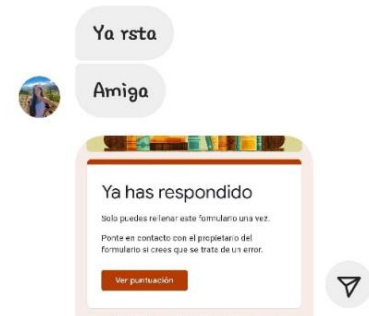 Ya rsta
Amiga
Ya has respondido
Solo puedes rellenar este formulario una vez.
Ponte en contacto con el propietario del
formulario si crees que se trata de un error.
Ver puntuación